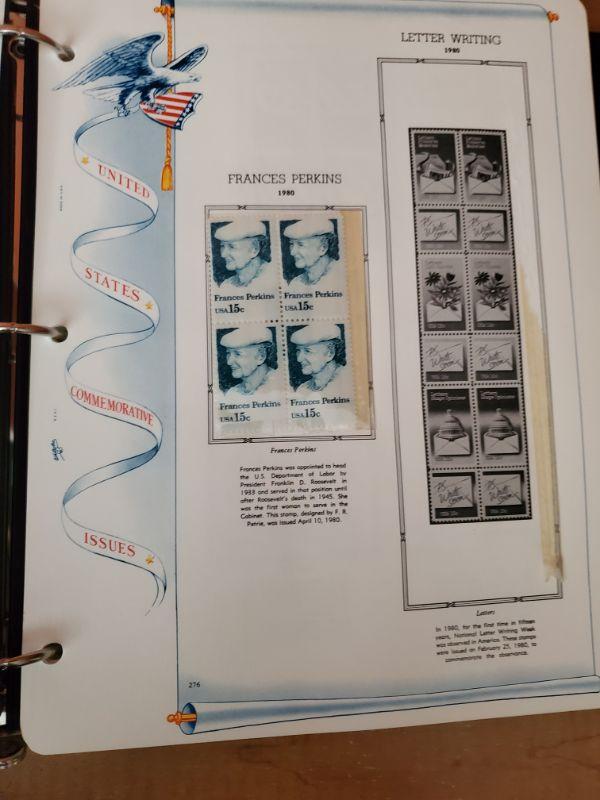 UNITED
STATES
COMMEMORATIVE
ISSUES
FRANCES PERKINS
1980
Frances Perkins
USA 15c
Frances Perkins
USA 15c
Frances Perkins
USA 15c
Frances Perkins
USA 15c
Frances Perkins
Frances Perkins was appointed to head
the U.S. Department of Labor by
President Franklin D. Roosevelt in
1933 and served in that position until
after Roosevelt's death in 1945. She
was the first woman to serve in the
Cabinet. This stamp, designed by F. R.
Petrie, was issued April 10, 1980.
LETTER WRITING
1980
Letters
In 1980, for the first time in fifteen
years, National Letter Writing Week
was observed in America. These stamps
were issued on February 25, 1980, to
commemorate the observance.
276